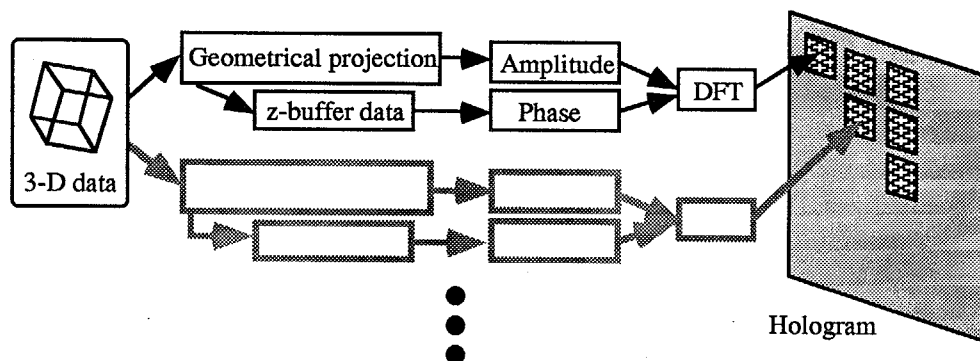 Geometrical projection
Amplitude
DFT
z-buffer data
Phase
3-D data
Hologram